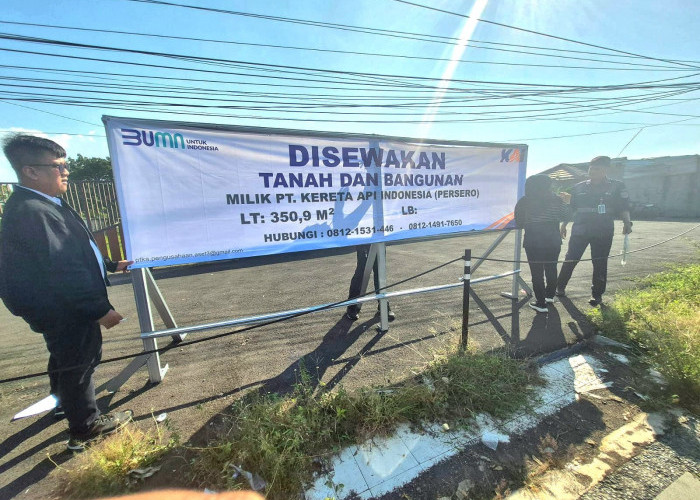 BUMN UNTUK INDONESIA
KAI
DISEWAKAN
TANAH DAN BANGUNAN
MILIK PT. KERETA API INDONESIA (PERSERO)
LT: 350,9 M² LB:
HUBUNGI : 0812-1531-446 - 0812-1491-7650